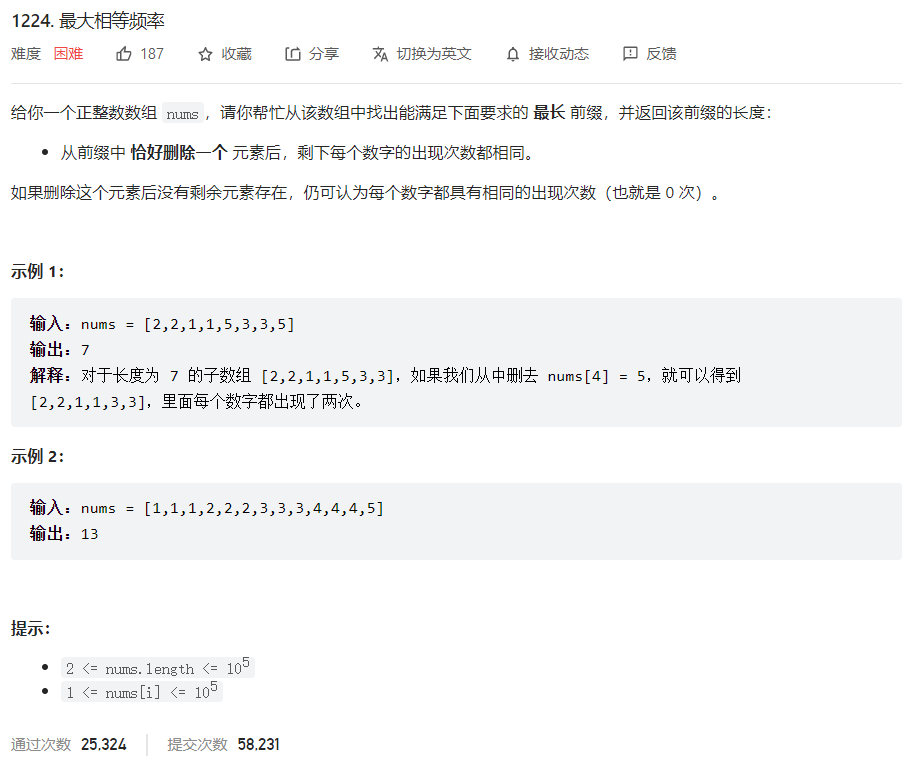 1224. 最大相等频率
难度 困难 187 收藏 分享 切换为英文 接收动态 反馈
给你一个正整数数组 nums ，请你帮忙从该数组中找出能满足下面要求的 最长 前缀，并返回该前缀的长度：
从前缀中 恰好删除一个 元素后，剩下每个数字的出现次数都相同。
如果删除这个元素后没有剩余元素存在，仍可认为每个数字都具有相同的出现次数（也就是 0 次）。
示例 1：
输入：nums = [2,2,1,1,5,3,3,5]
输出：7
解释：对于长度为 7 的子数组 [2,2,1,1,5,3,3]，如果我们从中删去 nums[4] = 5，就可以得到
[2,2,1,1,3,3]，里面每个数字都出现了两次。
示例 2：
输入：nums = [1,1,1,2,2,2,3,3,3,4,4,4,5]
输出：13
提示：
2 <= nums.length <= 10⁵
1 <= nums[i] <= 10⁵
通过次数 25,324 提交次数 58,231